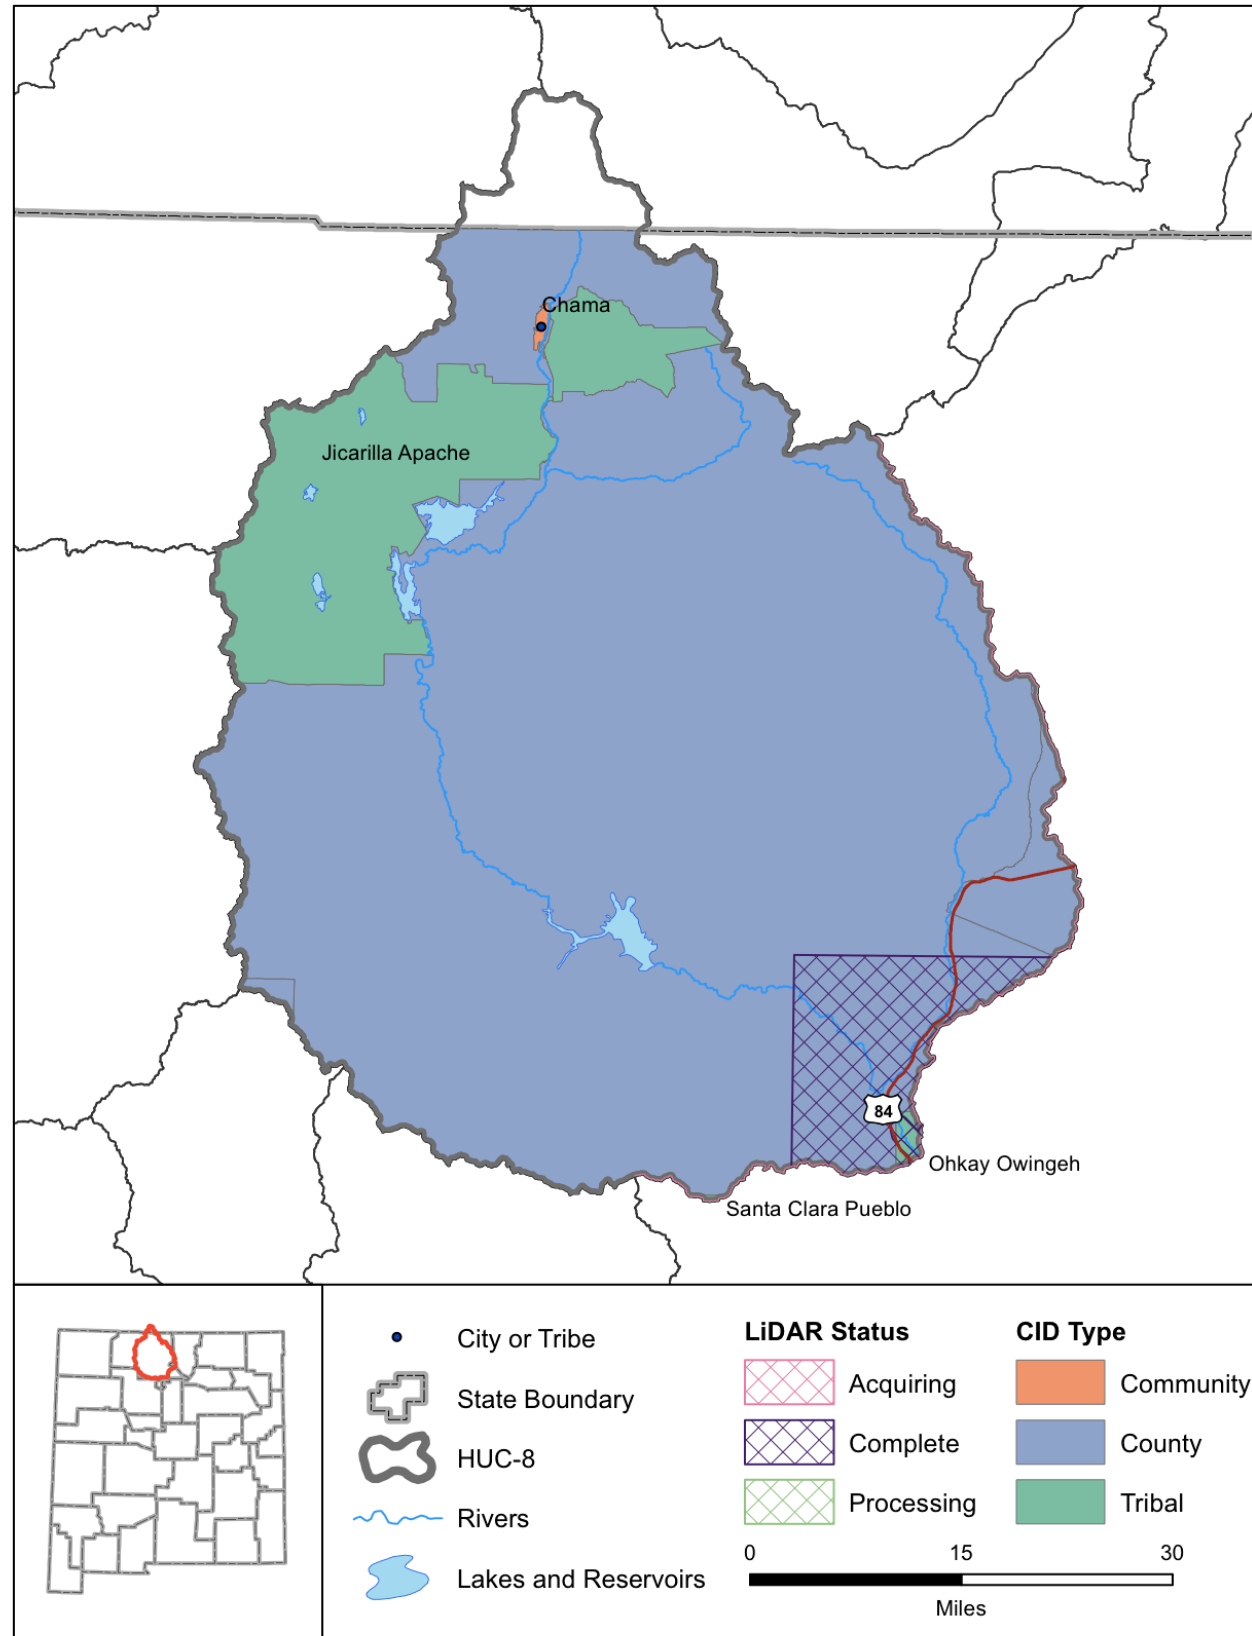 Chama
Jicarilla Apache
84
Ohkay Owingeh
Santa Clara Pueblo
City or Tribe
State Boundary
HUC-8
Rivers
Lakes and Reservoirs
LiDAR Status
Acquiring
Complete
Processing
CID Type
Community
County
Tribal
0 15 30
Miles